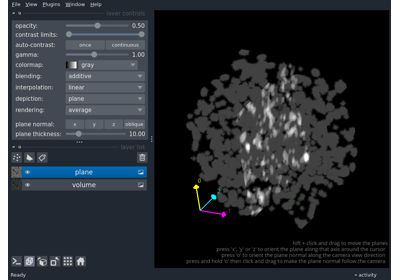 File View Plugins Window Help
layer controls
opacity: 0.50
contrast limits:
auto-contrast: once continuous
gamma: 1.00
colormap: gray
blending: additive
interpolation: linear
depiction: plane
rendering: average
plane normal: x y z oblique
plane thickness: 10.00
layer list
plane
volume
0
hift + click and drag to move the planes
press 'x', 'y' or 'z' to orient the plane along that axis around the cursor
press 'o' to orient the plane normal along the camera view direction
press and hold 'o' then click and drag to make the plane normal follow the camera
Ready
activity